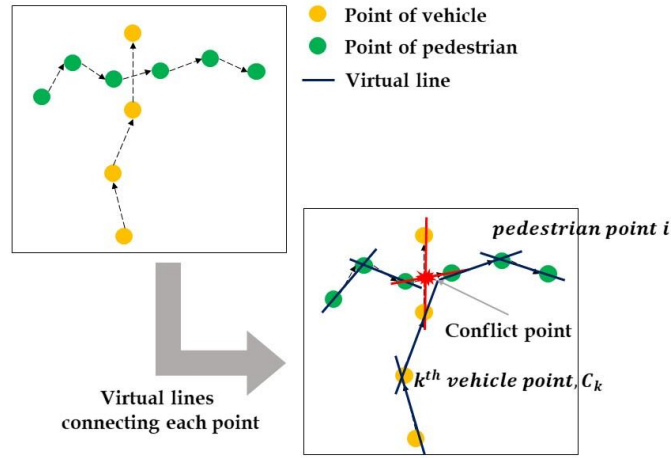 Point of vehicle
Point of pedestrian
Virtual line
pedestrian point i
Conflict point
kᵗʰ vehicle point, Cₖ
Virtual lines
connecting each point